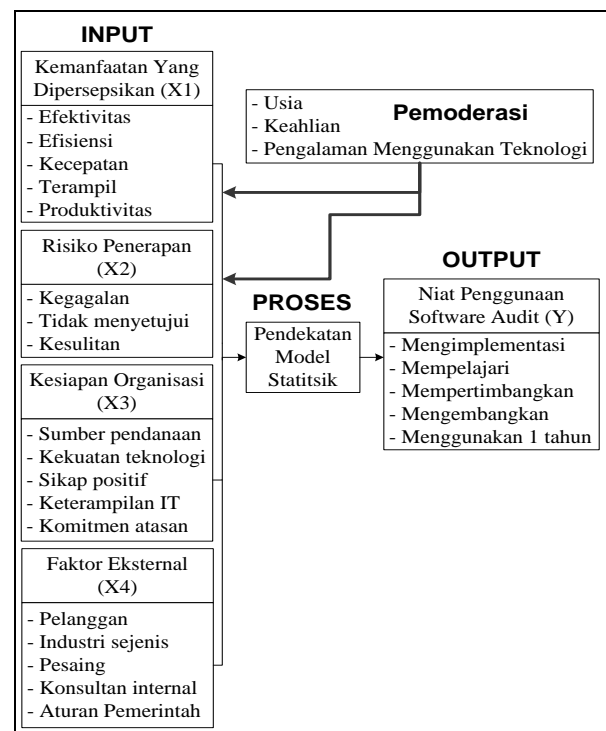 INPUT
Kemanfaatan Yang
Dipersepsikan (X1)
- Efektivitas
- Efisiensi
- Kecepatan
- Terampil
- Produktivitas
- Usia
Pemoderasi
- Keahlian
- Pengalaman Menggunakan Teknologi
Risiko Penerapan
(X2)
- Kegagalan
- Tidak menyetujui
- Kesulitan
PROSES
Pendekatan
Model
Statitsik
OUTPUT
Niat Penggunaan
Software Audit (Y)
- Mengimplementasi
- Mempelajari
- Mempertimbangkan
- Mengembangkan
- Menggunakan 1 tahun
Kesiapan Organisasi
(X3)
- Sumber pendanaan
- Kekuatan teknologi
- Sikap positif
- Keterampilan IT
- Komitmen atasan
Faktor Eksternal
(X4)
- Pelanggan
- Industri sejenis
- Pesaing
- Konsultan internal
- Aturan Pemerintah